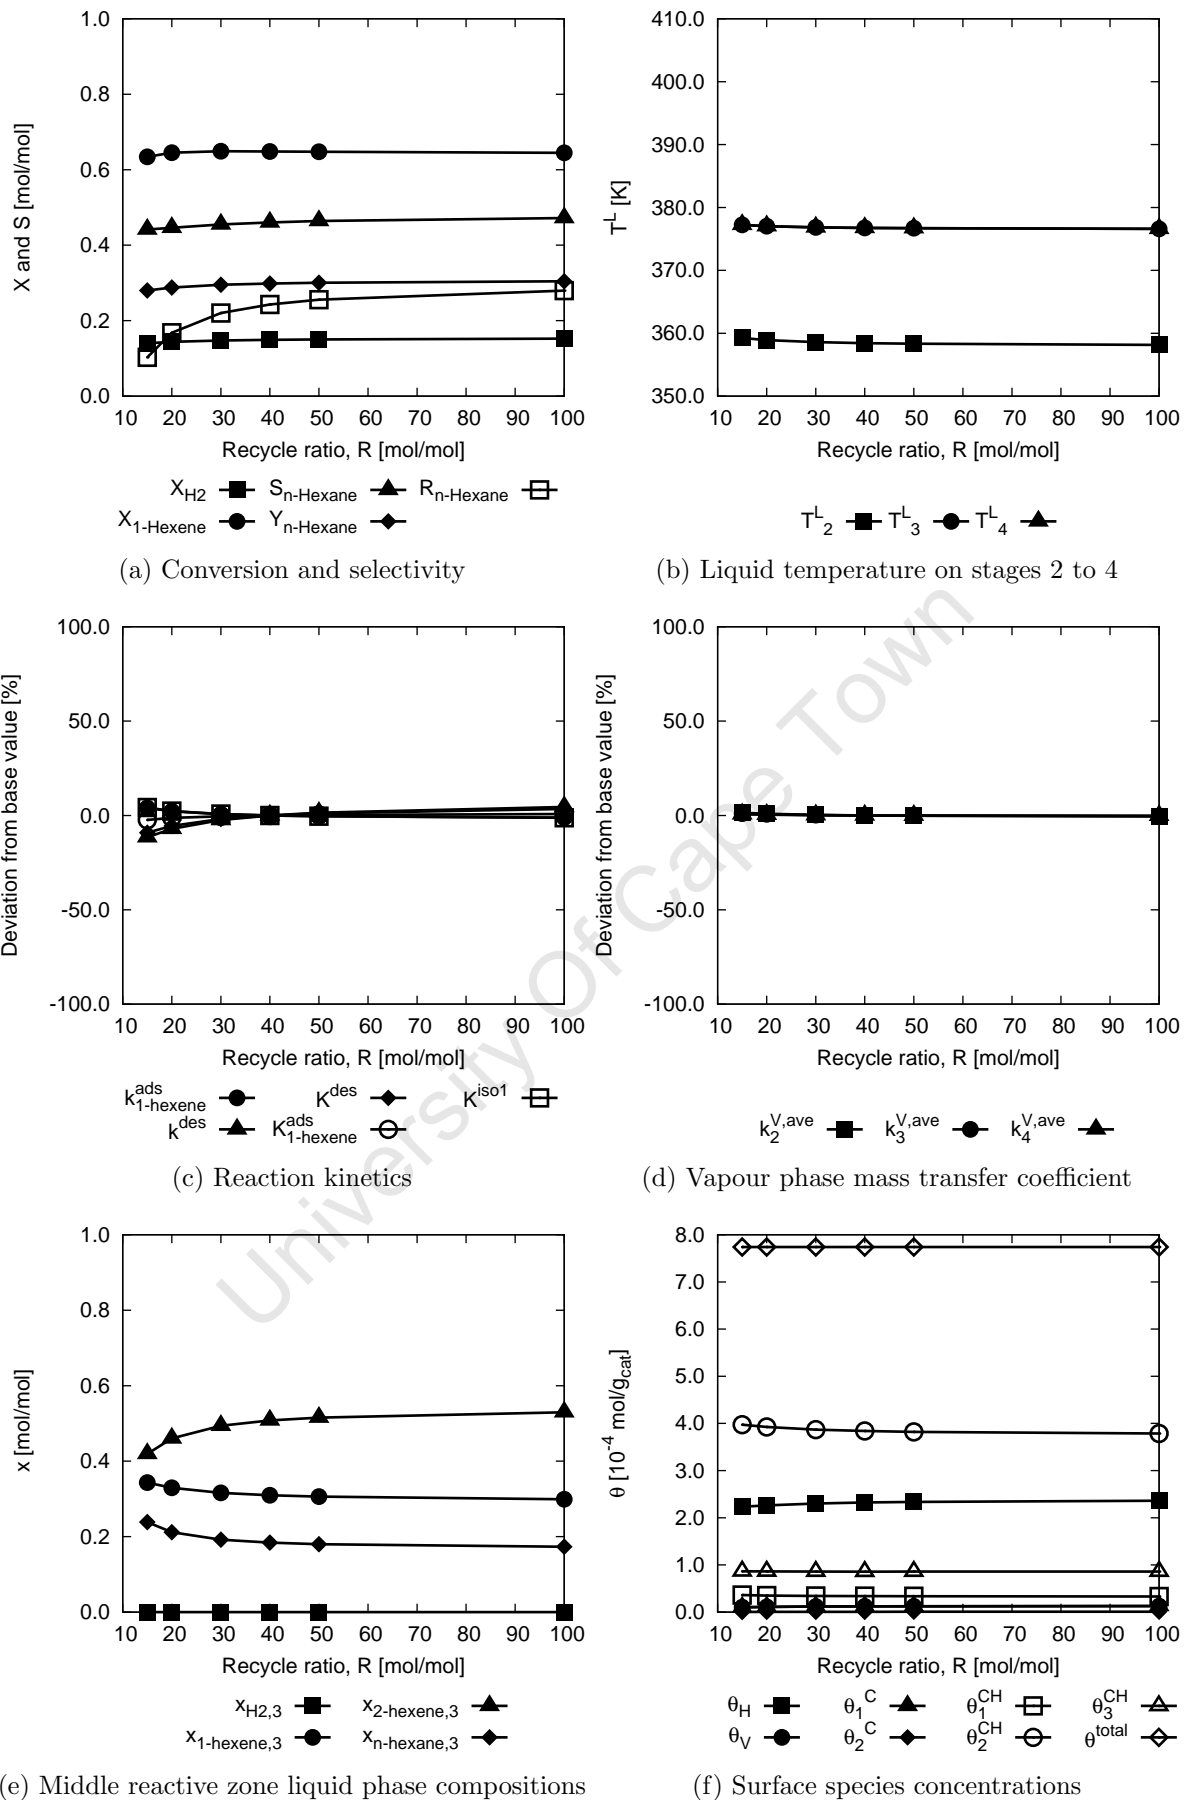 1.0
0.8
0.6
0.4
0.2
0.0
X and S [mol/mol]
10 20 30 40 50 60 70 80 90 100
Recycle ratio, R [mol/mol]
X_H2 S_n-Hexane R_n-Hexane
X_1-Hexene Y_n-Hexane
(a) Conversion and selectivity
410.0
400.0
390.0
380.0
370.0
360.0
350.0
T^L [K]
10 20 30 40 50 60 70 80 90 100
Recycle ratio, R [mol/mol]
T^L_2 T^L_3 T^L_4
(b) Liquid temperature on stages 2 to 4
100.0
50.0
0.0
-50.0
-100.0
Deviation from base value [%]
10 20 30 40 50 60 70 80 90 100
Recycle ratio, R [mol/mol]
k^ads_1-hexene K^des K^iso1
k^des K^ads_1-hexene
(c) Reaction kinetics
100.0
50.0
0.0
-50.0
-100.0
Deviation from base value [%]
10 20 30 40 50 60 70 80 90 100
Recycle ratio, R [mol/mol]
k_2^V,ave k_3^V,ave k_4^V,ave
(d) Vapour phase mass transfer coefficient
1.0
0.8
0.6
0.4
0.2
0.0
x [mol/mol]
10 20 30 40 50 60 70 80 90 100
Recycle ratio, R [mol/mol]
x_H2,3 x_2-hexene,3
x_1-hexene,3 x_n-hexane,3
(e) Middle reactive zone liquid phase compositions
8.0
7.0
6.0
5.0
4.0
3.0
2.0
1.0
0.0
θ [10^-4 mol/g_cat]
10 20 30 40 50 60 70 80 90 100
Recycle ratio, R [mol/mol]
θ_H θ_1^C θ_1^CH θ_3^CH
θ_V θ_2^C θ_2^CH θ^total
(f) Surface species concentrations
University Of Cape Town